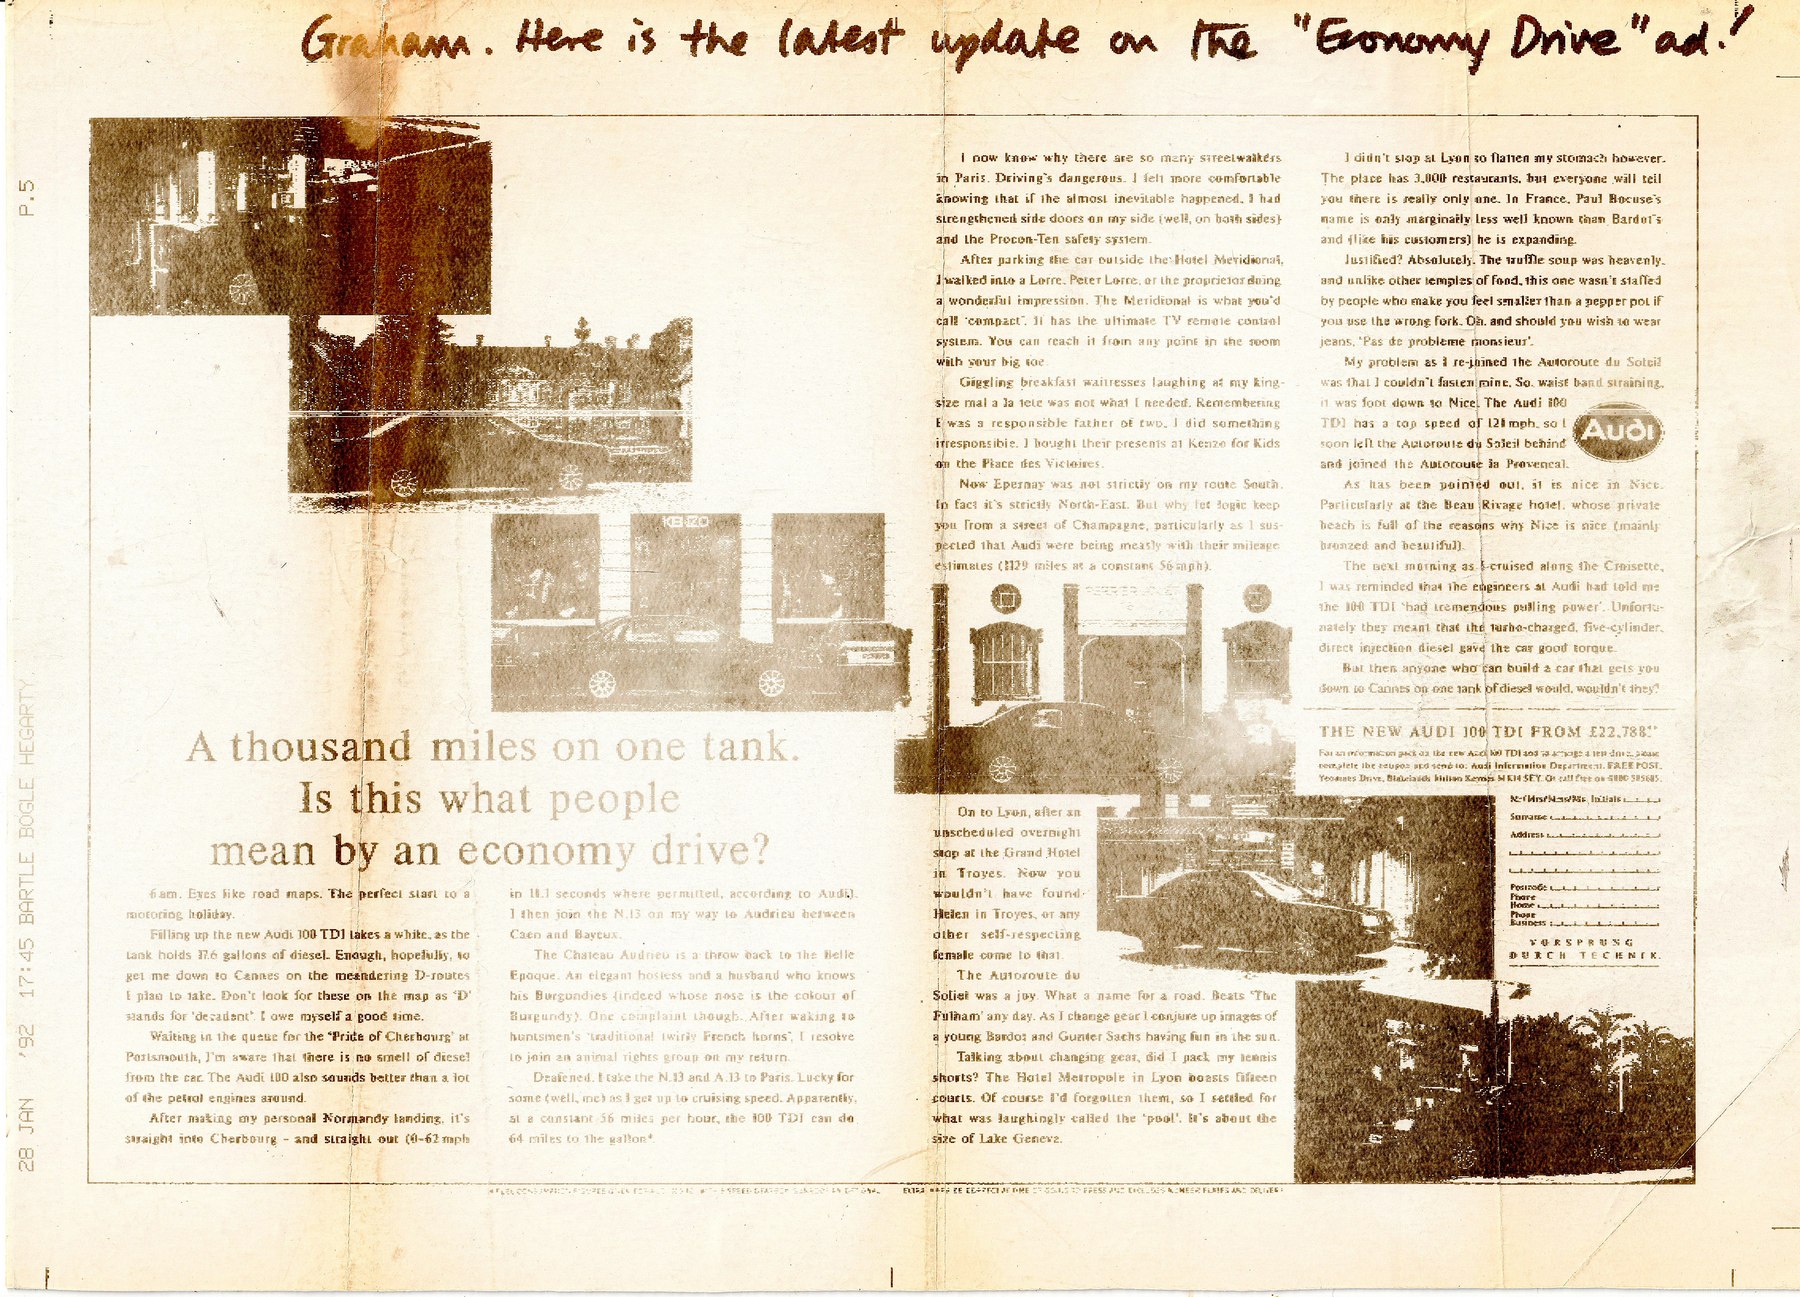 Graham. Here is the latest update on the "Economy Drive" ad!
28 JAN '92 17:45 BARTLE BOGLE HEGARTY. P.5
A thousand miles on one tank.
Is this what people
mean by an economy drive?
6am. Eyes like road maps. The perfect start to a
motoring holiday.
Filling up the new Audi 100 TDI takes a while, as the
tank holds 17.6 gallons of diesel. Enough, hopefully, to
get me down to Cannes on the meandering D-routes
I plan to take. Don't look for these on the map as 'D'
stands for 'decadent'. I owe myself a good time.
Waiting in the queue for the 'Pride of Cherbourg' at
Portsmouth, I'm aware that there is no smell of diesel
from the car. The Audi 100 also sounds better than a lot
of the petrol engines around.
After making my personal Normandy landing, it's
straight into Cherbourg – and straight out (0-62 mph
in 11.1 seconds where permitted, according to Audi).
I then join the N.13 on my way to Audrieu between
Caen and Bayeux.
The Chateau Audrieu is a throw back to the Belle
Epoque. An elegant hostess and a husband who knows
his Burgundies (indeed whose nose is the colour of
Burgundy). One complaint though. After waking to
huntsmen's 'traditional twirly French horns', I resolve
to join an animal rights group on my return.
Deafened, I take the N.13 and A.13 to Paris. Lucky for
some (well, me) as I get up to cruising speed. Apparently,
at a constant 56 miles per hour, the 100 TDI can do
64 miles to the gallon*.
I now know why there are so many streetwalkers
in Paris. Driving's dangerous. I felt more comfortable
knowing that if the almost inevitable happened, I had
strengthened side doors on my side (well, on both sides)
and the Procon-Ten safety system.
After parking the car outside the Hotel Meridional,
I walked into a Lorre. Peter Lorre, or the proprietor doing
a wonderful impression. The Meridional is what you'd
call 'compact'. It has the ultimate TV remote control
system. You can reach it from any point in the room
with your big toe.
Giggling breakfast waitresses laughing at my king-
size mal a la tete was not what I needed. Remembering
I was a responsible father of two, I did something
irresponsible. I bought their presents at Kenzo for Kids
on the Place des Victoires.
Now Epernay was not strictly on my route South.
In fact it's strictly North-East. But why let logic keep
you from a street of Champagne, particularly as I sus-
pected that Audi were being measly with their mileage
estimates (1129 miles at a constant 56 mph).
On to Lyon, after an
unscheduled overnight
stop at the Grand Hotel
in Troyes. Now you
wouldn't have found
Helen in Troyes, or any
other self-respecting
female come to that.
The Autoroute du
Soliel was a joy. What a name for a road. Beats 'The
Fulham' any day. As I change gear I conjure up images of
a young Bardot and Gunter Sachs having fun in the sun.
Talking about changing gear, did I pack my tennis
shorts? The Hotel Metropole in Lyon boasts fifteen
courts. Of course I'd forgotten them, so I settled for
what was laughingly called the 'pool'. It's about the
size of Lake Geneva.
I didn't stop at Lyon to flatten my stomach however.
The place has 3,000 restaurants, but everyone will tell
you there is really only one. In France, Paul Bocuse's
name is only marginally less well known than Bardot's
and (like his customers) he is expanding.
Justified? Absolutely. The truffle soup was heavenly,
and unlike other temples of food, this one wasn't staffed
by people who make you feel smaller than a pepper pot if
you use the wrong fork. Oh, and should you wish to wear
jeans, 'Pas de probleme monsieur'.
My problem as I re-joined the Autoroute du Soleil
was that I couldn't fasten mine. So, waist band straining,
it was foot down to Nice. The Audi 100
TDI has a top speed of 121 mph, so I
soon left the Autoroute du Soleil behind
and joined the Autoroute la Provencal.
Audi
As has been pointed out, it is nice in Nice.
Particularly at the Beau Rivage hotel, whose private
beach is full of the reasons why Nice is nice (mainly
bronzed and beautiful).
The next morning as I cruised along the Croisette,
I was reminded that the engineers at Audi had told me
the 100 TDI 'had tremendous pulling power'. Unfortu-
nately they meant that the turbo-charged, five-cylinder,
direct injection diesel gave the car good torque.
But then anyone who can build a car that gets you
down to Cannes on one tank of diesel would, wouldn't they?
THE NEW AUDI 100 TDI FROM £22,788**
For an information pack on the new Audi 100 TDI and to arrange a test drive, please
complete the coupon and send to: Audi Information Department, FREEPOST,
Yeomans Drive, Blakelands, Milton Keynes MK14 5EY. Or call free on
Mr/Mrs/Miss/Ms, Initials
Surname
Address
Postcode
Phone
Home
Phone
Business
VORSPRUNG
DURCH TECHNIK.
KENZO